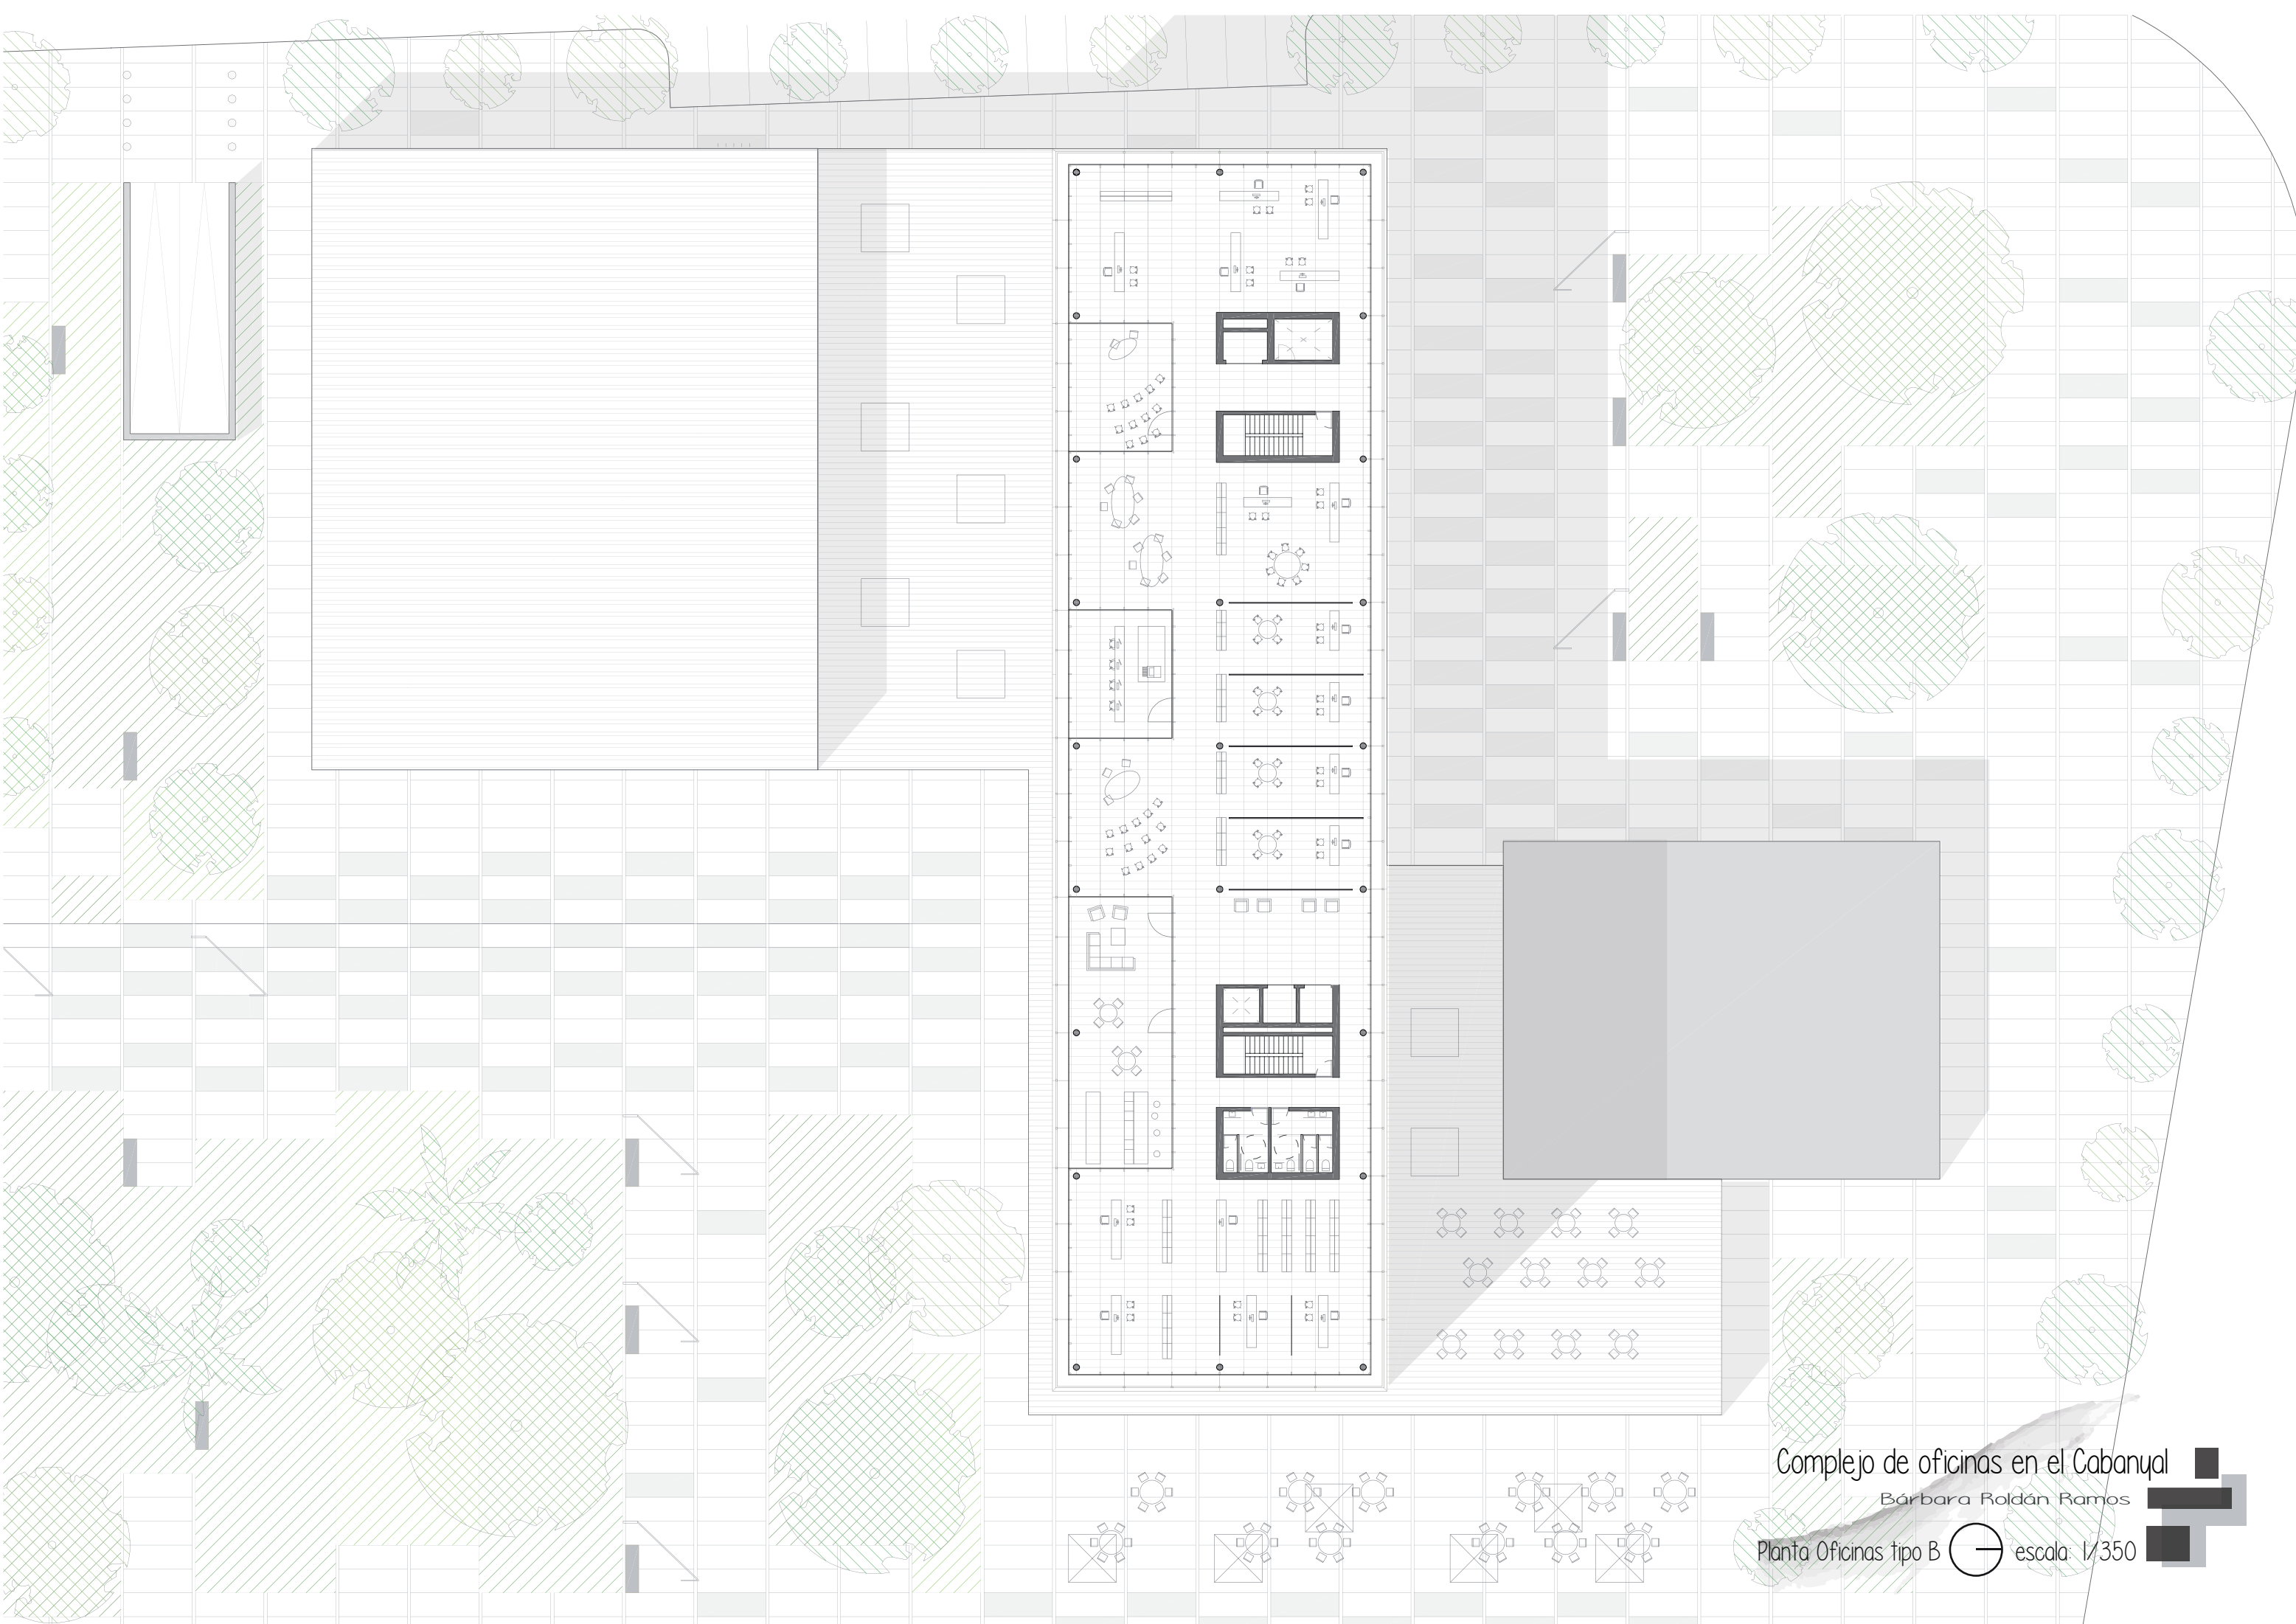 Complejo de oficinas en el Cabanyal
Bárbara Roldán Ramos
Planta Oficinas tipo B escala: 1/350